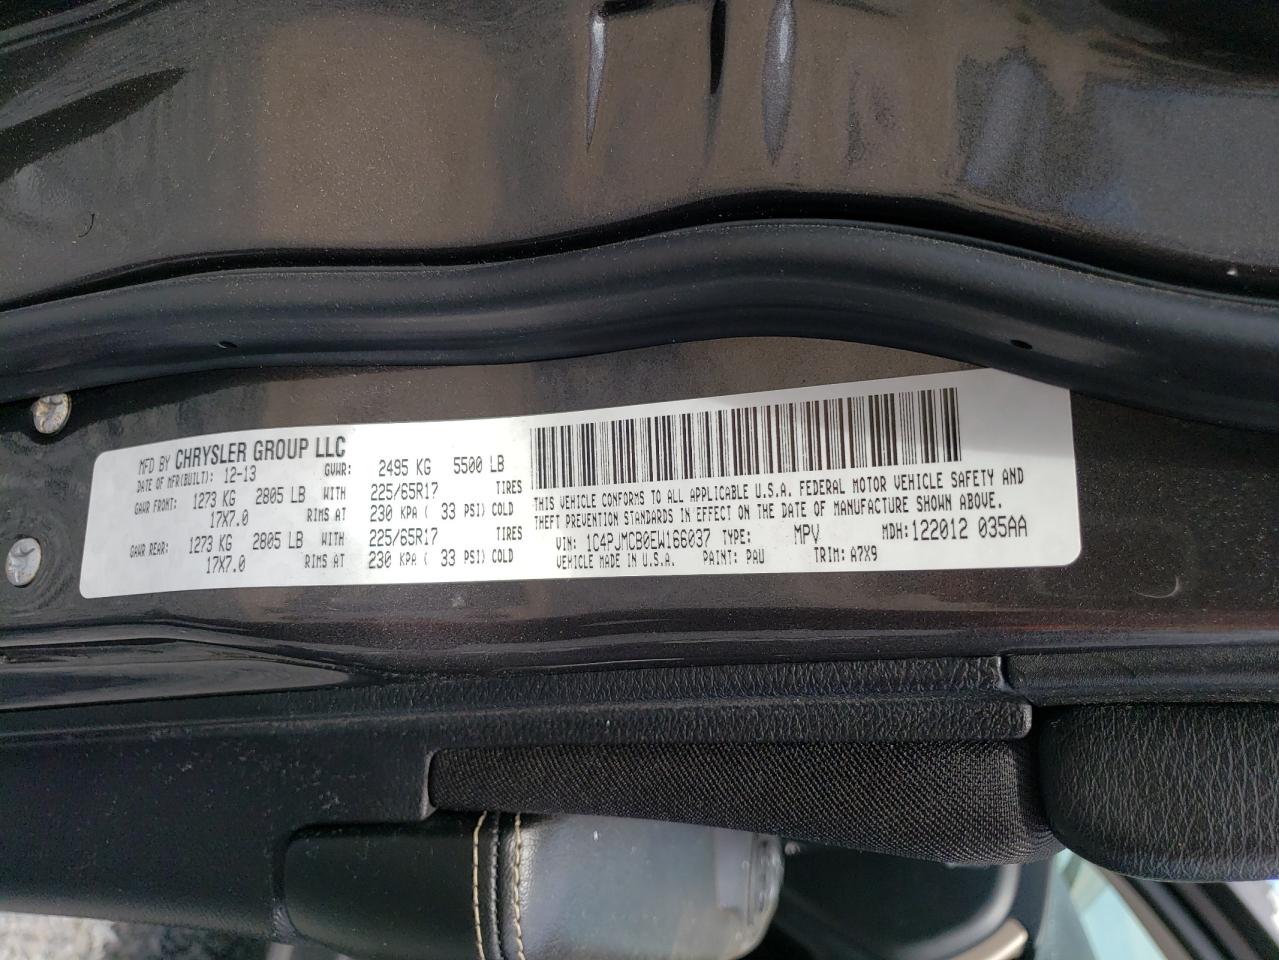 MFD BY CHRYSLER GROUP LLC
DATE OF MFR(BUILT): 12-13 GVWR: 2495 KG 5500 LB
GAWR FRONT: 1273 KG 2805 LB WITH 225/65R17 TIRES
17X7.0 RIMS AT 230 KPA ( 33 PSI) COLD
GAWR REAR: 1273 KG 2805 LB WITH 225/65R17 TIRES
17X7.0 RIMS AT 230 KPA ( 33 PSI) COLD
THIS VEHICLE CONFORMS TO ALL APPLICABLE U.S.A. FEDERAL MOTOR VEHICLE SAFETY AND
THEFT PREVENTION STANDARDS IN EFFECT ON THE DATE OF MANUFACTURE SHOWN ABOVE.
VIN: 1C4PJMCB0EW166037 TYPE: MPV MDH: 122012 035AA
VEHICLE MADE IN U.S.A. PAINT: PAU TRIM: A7X9